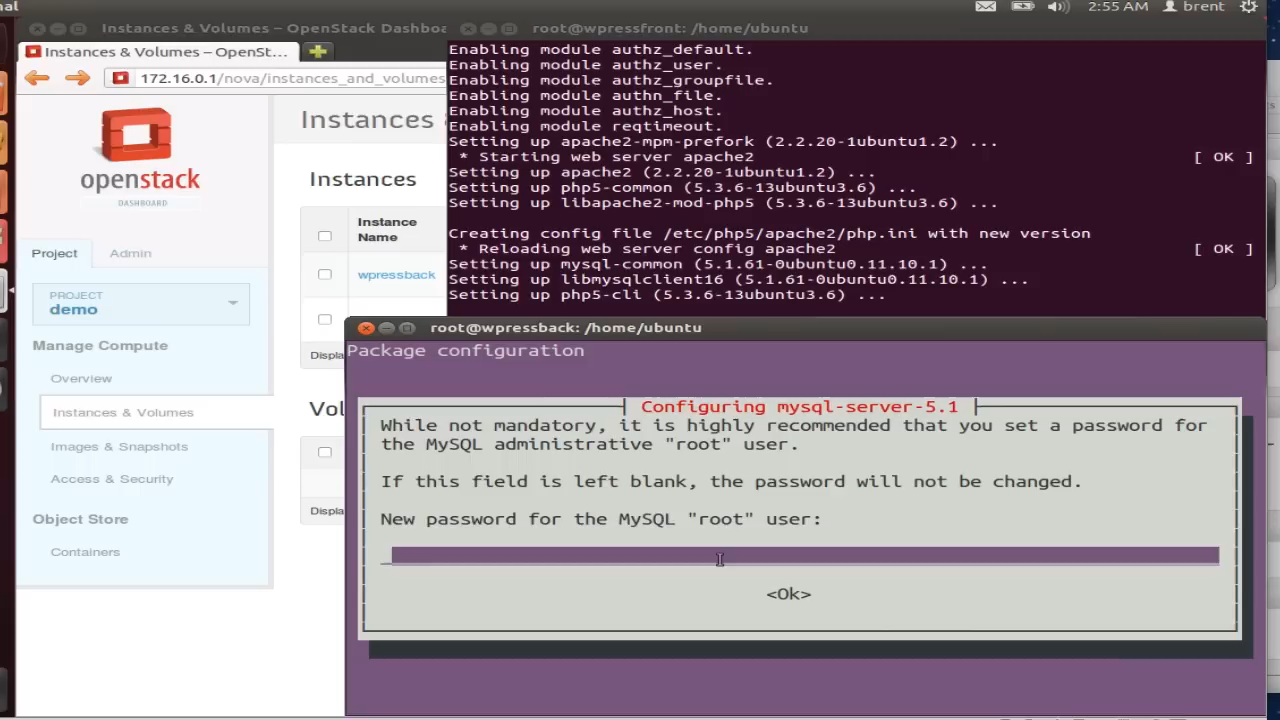 nal
2:55 AM
brent
Instances & Volumes – OpenStack Dashboa
root@wpressfront: /home/ubuntu
Instances & Volumes – OpenSt...
172.16.0.1/nova/instances_and_volumes
openstack
DASHBOARD
Project
Admin
PROJECT
demo
Manage Compute
Overview
Instances & Volumes
Images & Snapshots
Access & Security
Object Store
Containers
Instances &
Instances
Instance
Name
wpressback
Displa
Vol
Displa
Enabling module authz_default.
Enabling module authz_user.
Enabling module authz_groupfile.
Enabling module authn_file.
Enabling module authz_host.
Enabling module reqtimeout.
Setting up apache2-mpm-prefork (2.2.20-1ubuntu1.2) ...
* Starting web server apache2 [ OK ]
Setting up apache2 (2.2.20-1ubuntu1.2) ...
Setting up php5-common (5.3.6-13ubuntu3.6) ...
Setting up libapache2-mod-php5 (5.3.6-13ubuntu3.6) ...
Creating config file /etc/php5/apache2/php.ini with new version
* Reloading web server config apache2 [ OK ]
Setting up mysql-common (5.1.61-0ubuntu0.11.10.1) ...
Setting up libmysqlclient16 (5.1.61-0ubuntu0.11.10.1) ...
Setting up php5-cli (5.3.6-13ubuntu3.6) ...
root@wpressback: /home/ubuntu
Package configuration
Configuring mysql-server-5.1
While not mandatory, it is highly recommended that you set a password for
the MySQL administrative "root" user.
If this field is left blank, the password will not be changed.
New password for the MySQL "root" user:
<Ok>